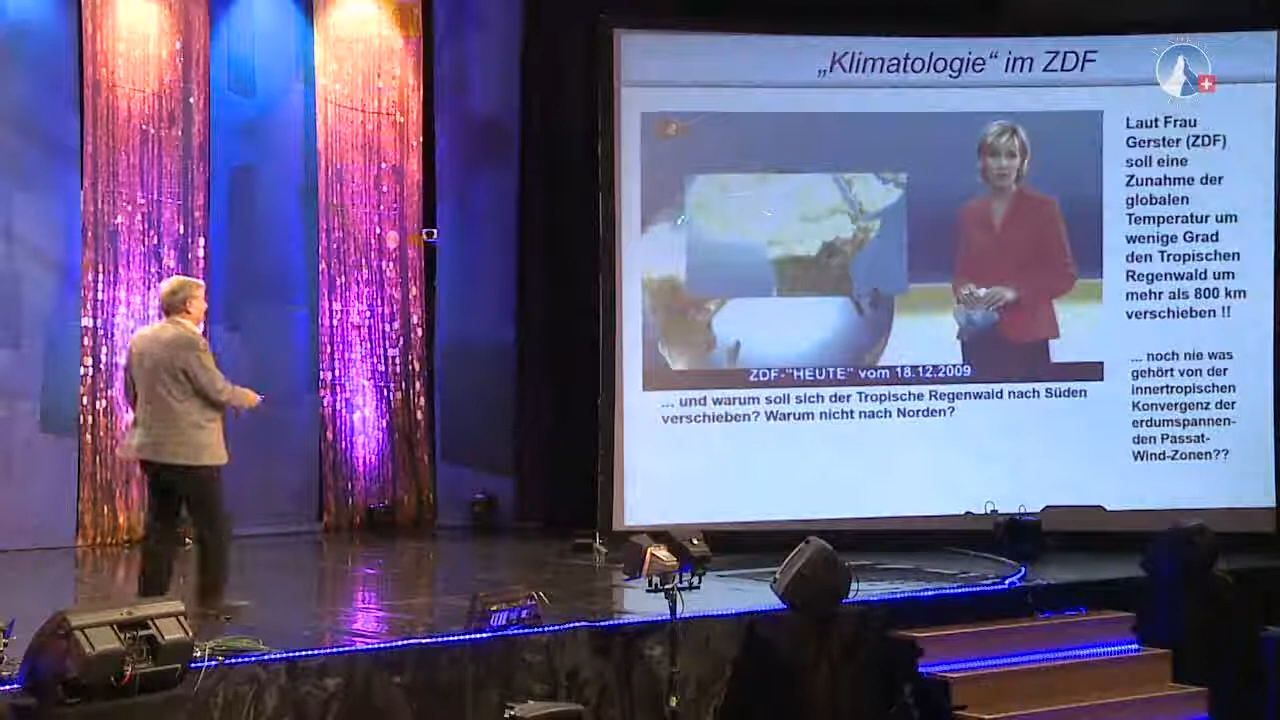 „Klimatologie“ im ZDF
Laut Frau
Gerster (ZDF)
soll eine
Zunahme der
globalen
Temperatur um
wenige Grad
den Tropischen
Regenwald um
mehr als 800 km
verschieben !!
... noch nie was
gehört von der
innertropischen
Konvergenz der
erdumspannen-
den Passat-
Wind-Zonen??
ZDF-"HEUTE" vom 18.12.2009
... und warum soll sich der Tropische Regenwald nach Süden
verschieben? Warum nicht nach Norden?